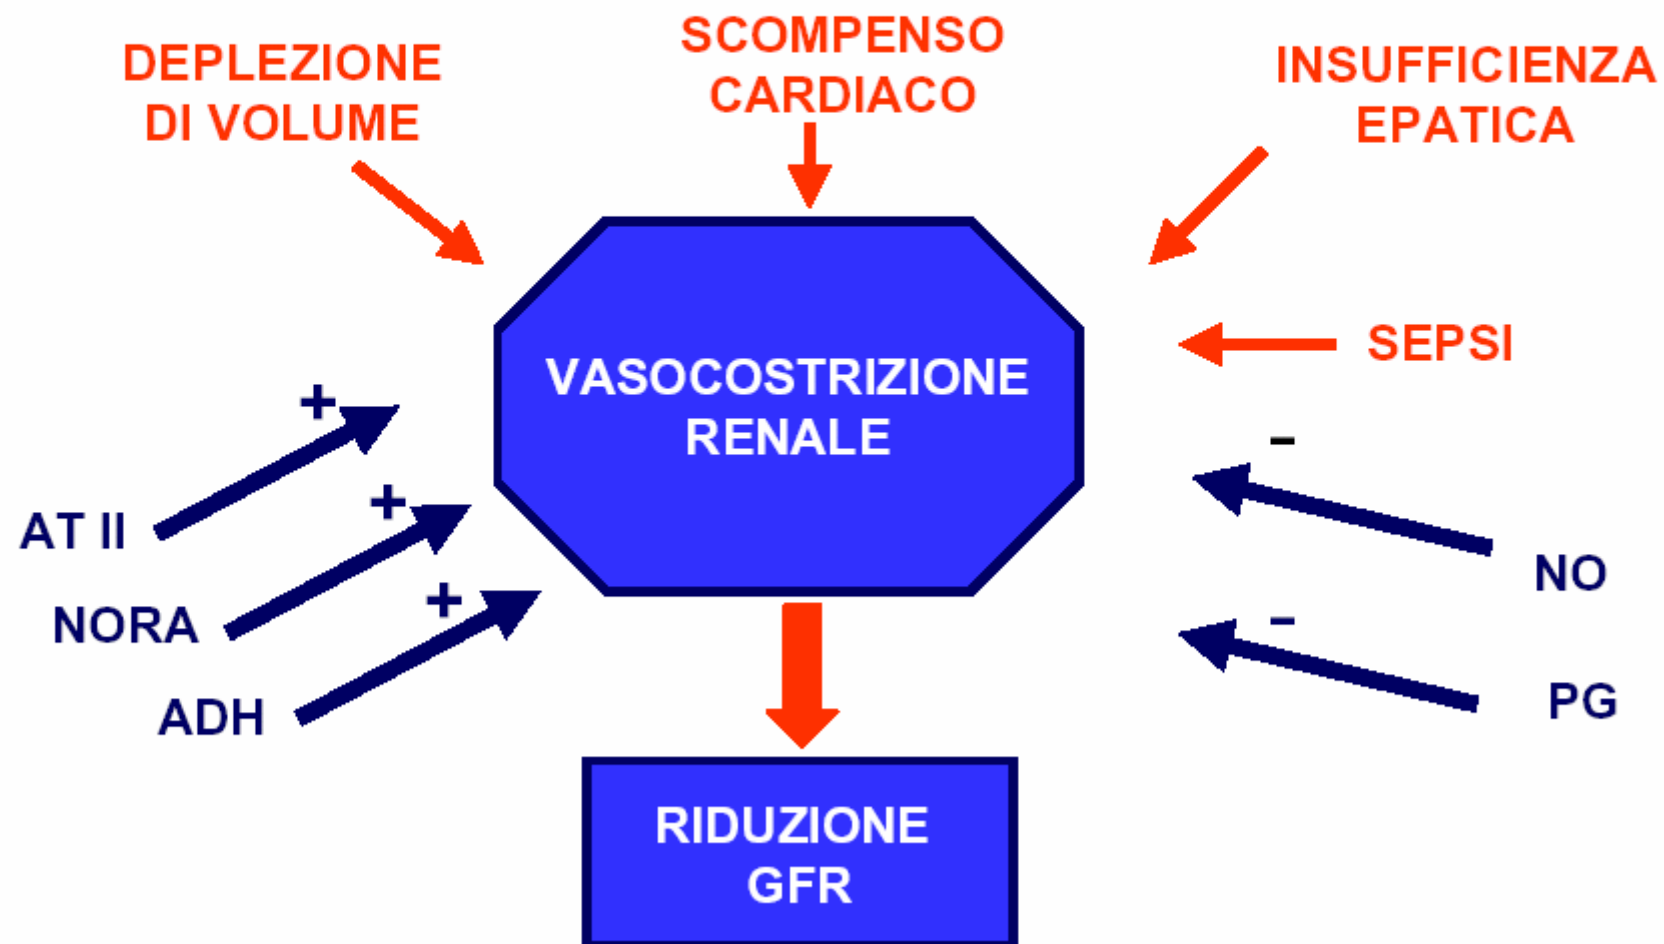 DEPLEZIONE
DI VOLUME
SCOMPENSO
CARDIACO
INSUFFICIENZA
EPATICA
SEPSI
VASOCOSTRIZIONE
RENALE
+
AT II
+
NORA
+
ADH
-
NO
-
PG
RIDUZIONE
GFR